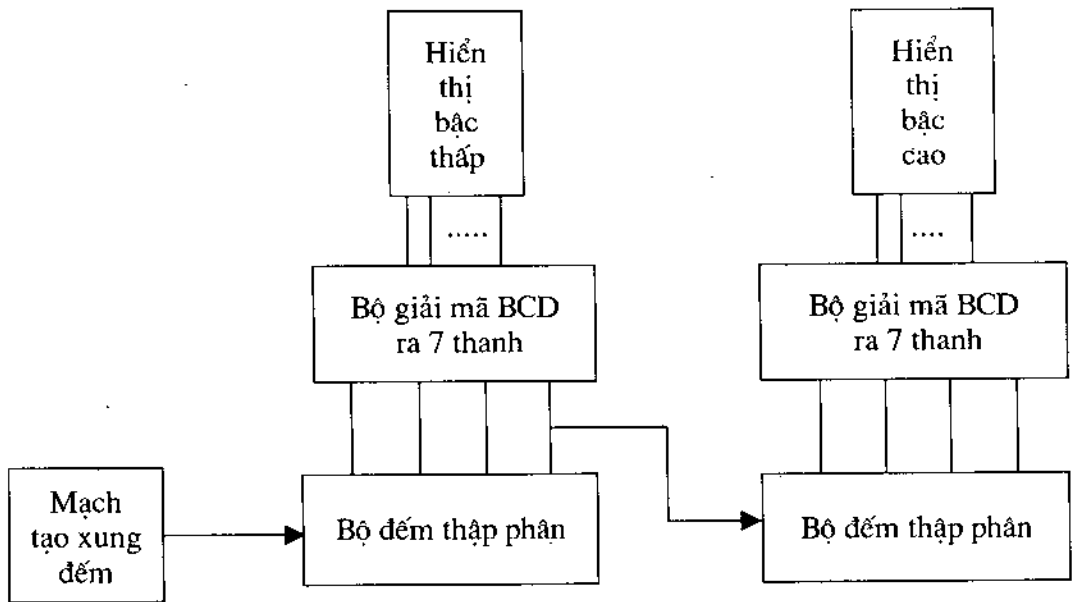 Hiển
thị
bậc
thấp
Hiển
thị
bậc
cao
.....
....
Bộ giải mã BCD
ra 7 thanh
Bộ giải mã BCD
ra 7 thanh
Mạch
tạo xung
đếm
Bộ đếm thập phân
Bộ đếm thập phân